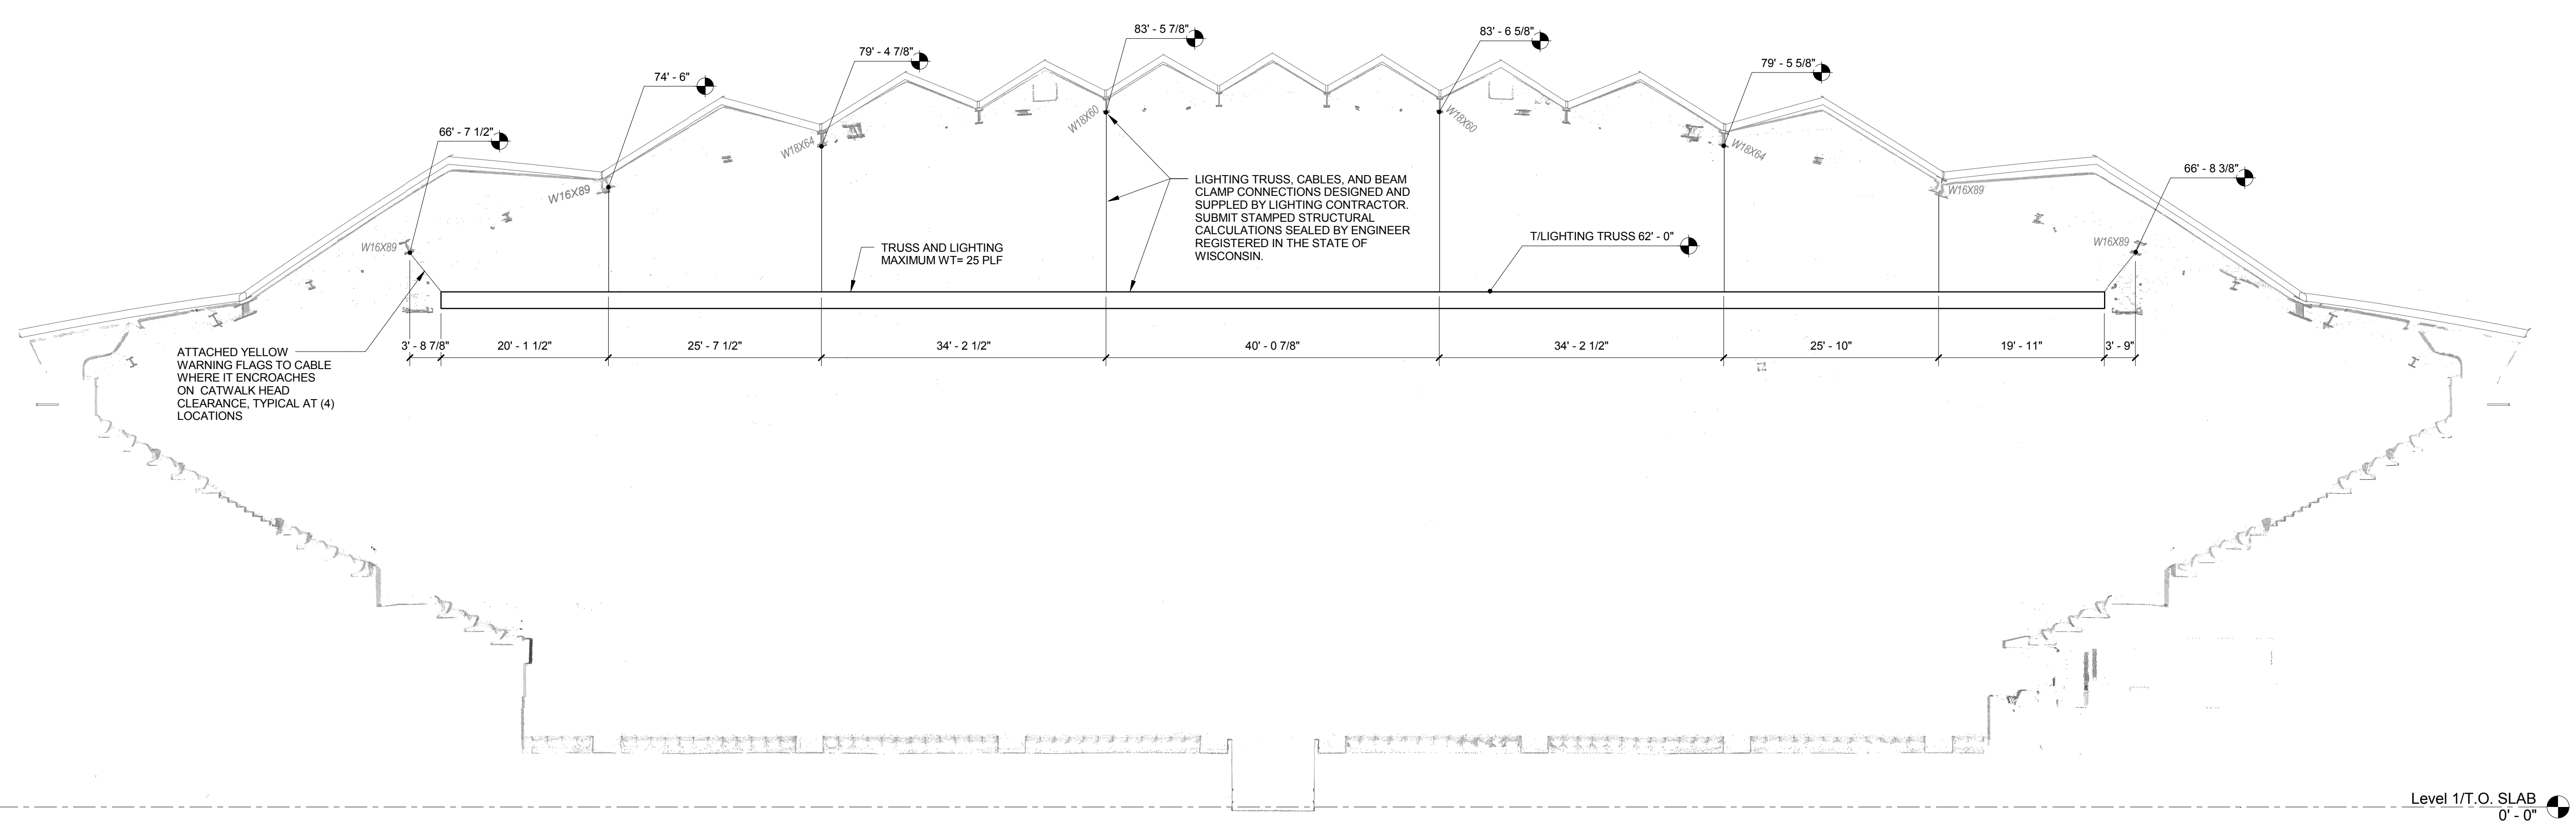 83' - 5 7/8"
83' - 6 5/8"
79' - 4 7/8"
79' - 5 5/8"
74' - 6"
66' - 7 1/2"
66' - 8 3/8"
W18X60
W18X60
W18X64
W18X64
W16X89
W16X89
W16X89
W16X89
LIGHTING TRUSS, CABLES, AND BEAM
CLAMP CONNECTIONS DESIGNED AND
SUPPLED BY LIGHTING CONTRACTOR.
SUBMIT STAMPED STRUCTURAL
CALCULATIONS SEALED BY ENGINEER
REGISTERED IN THE STATE OF
WISCONSIN.
T/LIGHTING TRUSS 62' - 0"
TRUSS AND LIGHTING
MAXIMUM WT= 25 PLF
3' - 8 7/8"
20' - 1 1/2"
25' - 7 1/2"
34' - 2 1/2"
40' - 0 7/8"
34' - 2 1/2"
25' - 10"
19' - 11"
3' - 9"
ATTACHED YELLOW
WARNING FLAGS TO CABLE
WHERE IT ENCROACHES
ON CATWALK HEAD
CLEARANCE, TYPICAL AT (4)
LOCATIONS
Level 1/T.O. SLAB
0' - 0"